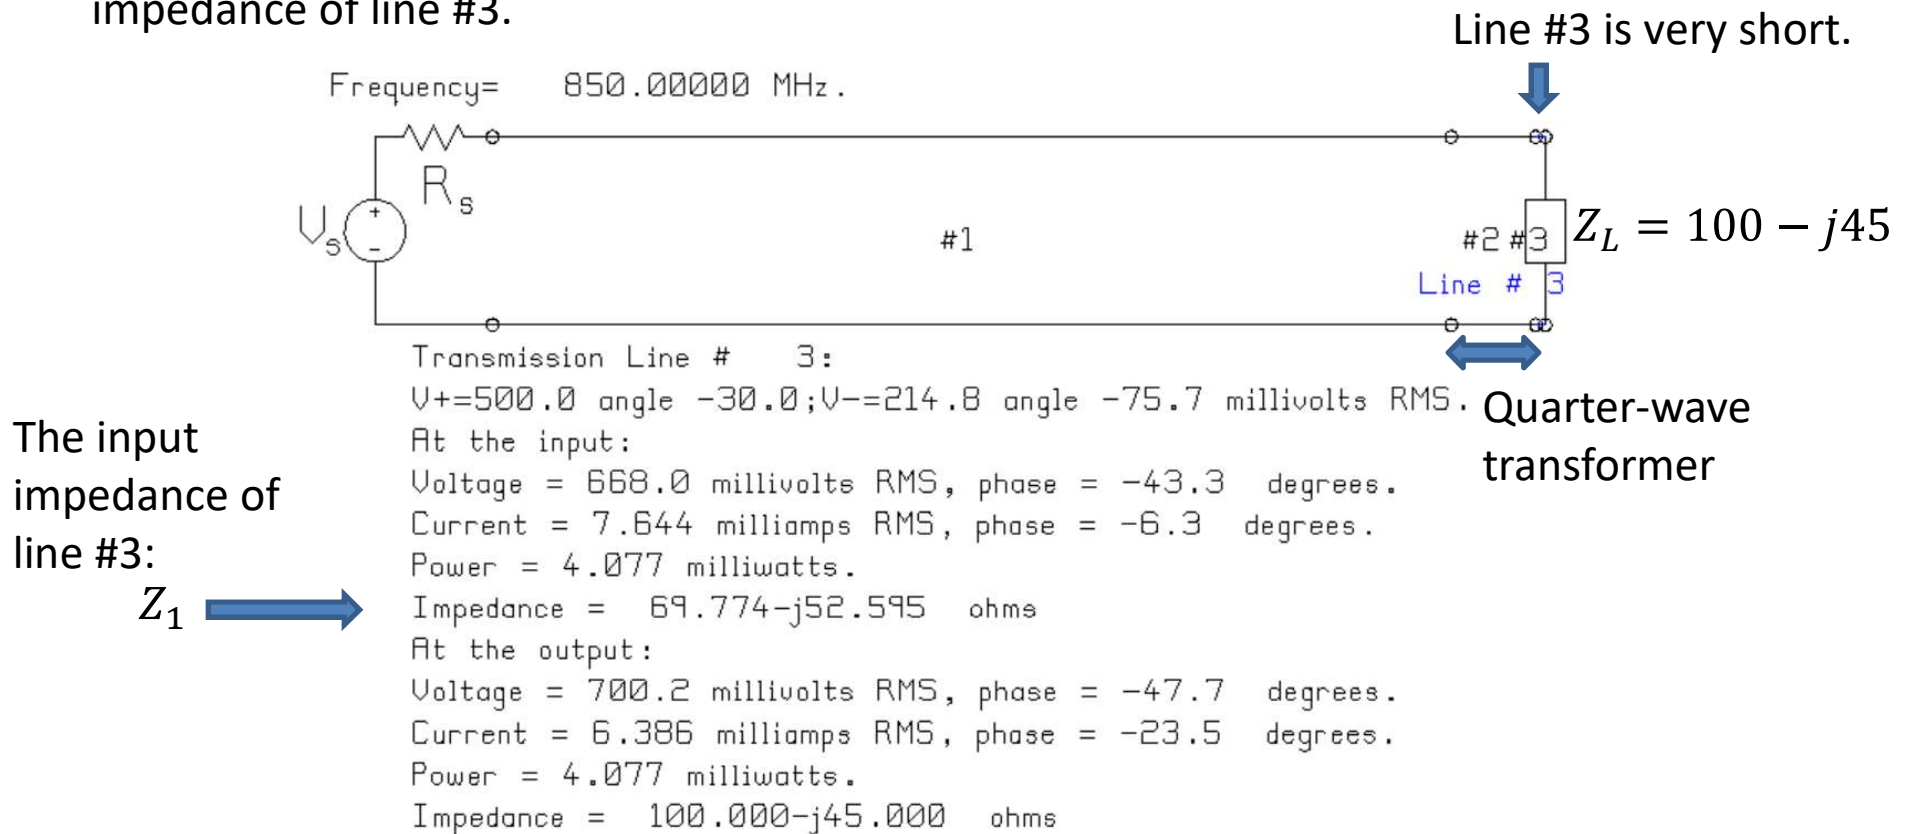 impedance of line #3.
Line #3 is very short.
Frequency= 850.00000 MHz.
Rs
Vs
+
-
#1
#2 #3
Z_L = 100 − j45
Line # 3
Transmission Line # 3:
V+=500.0 angle -30.0;V-=214.8 angle -75.7 millivolts RMS.
Quarter-wave
transformer
At the input:
Voltage = 668.0 millivolts RMS, phase = -43.3 degrees.
Current = 7.644 milliamps RMS, phase = -6.3 degrees.
Power = 4.077 milliwatts.
The input
impedance of
line #3:
Z_1
Impedance = 69.774-j52.595 ohms
At the output:
Voltage = 700.2 millivolts RMS, phase = -47.7 degrees.
Current = 6.386 milliamps RMS, phase = -23.5 degrees.
Power = 4.077 milliwatts.
Impedance = 100.000-j45.000 ohms